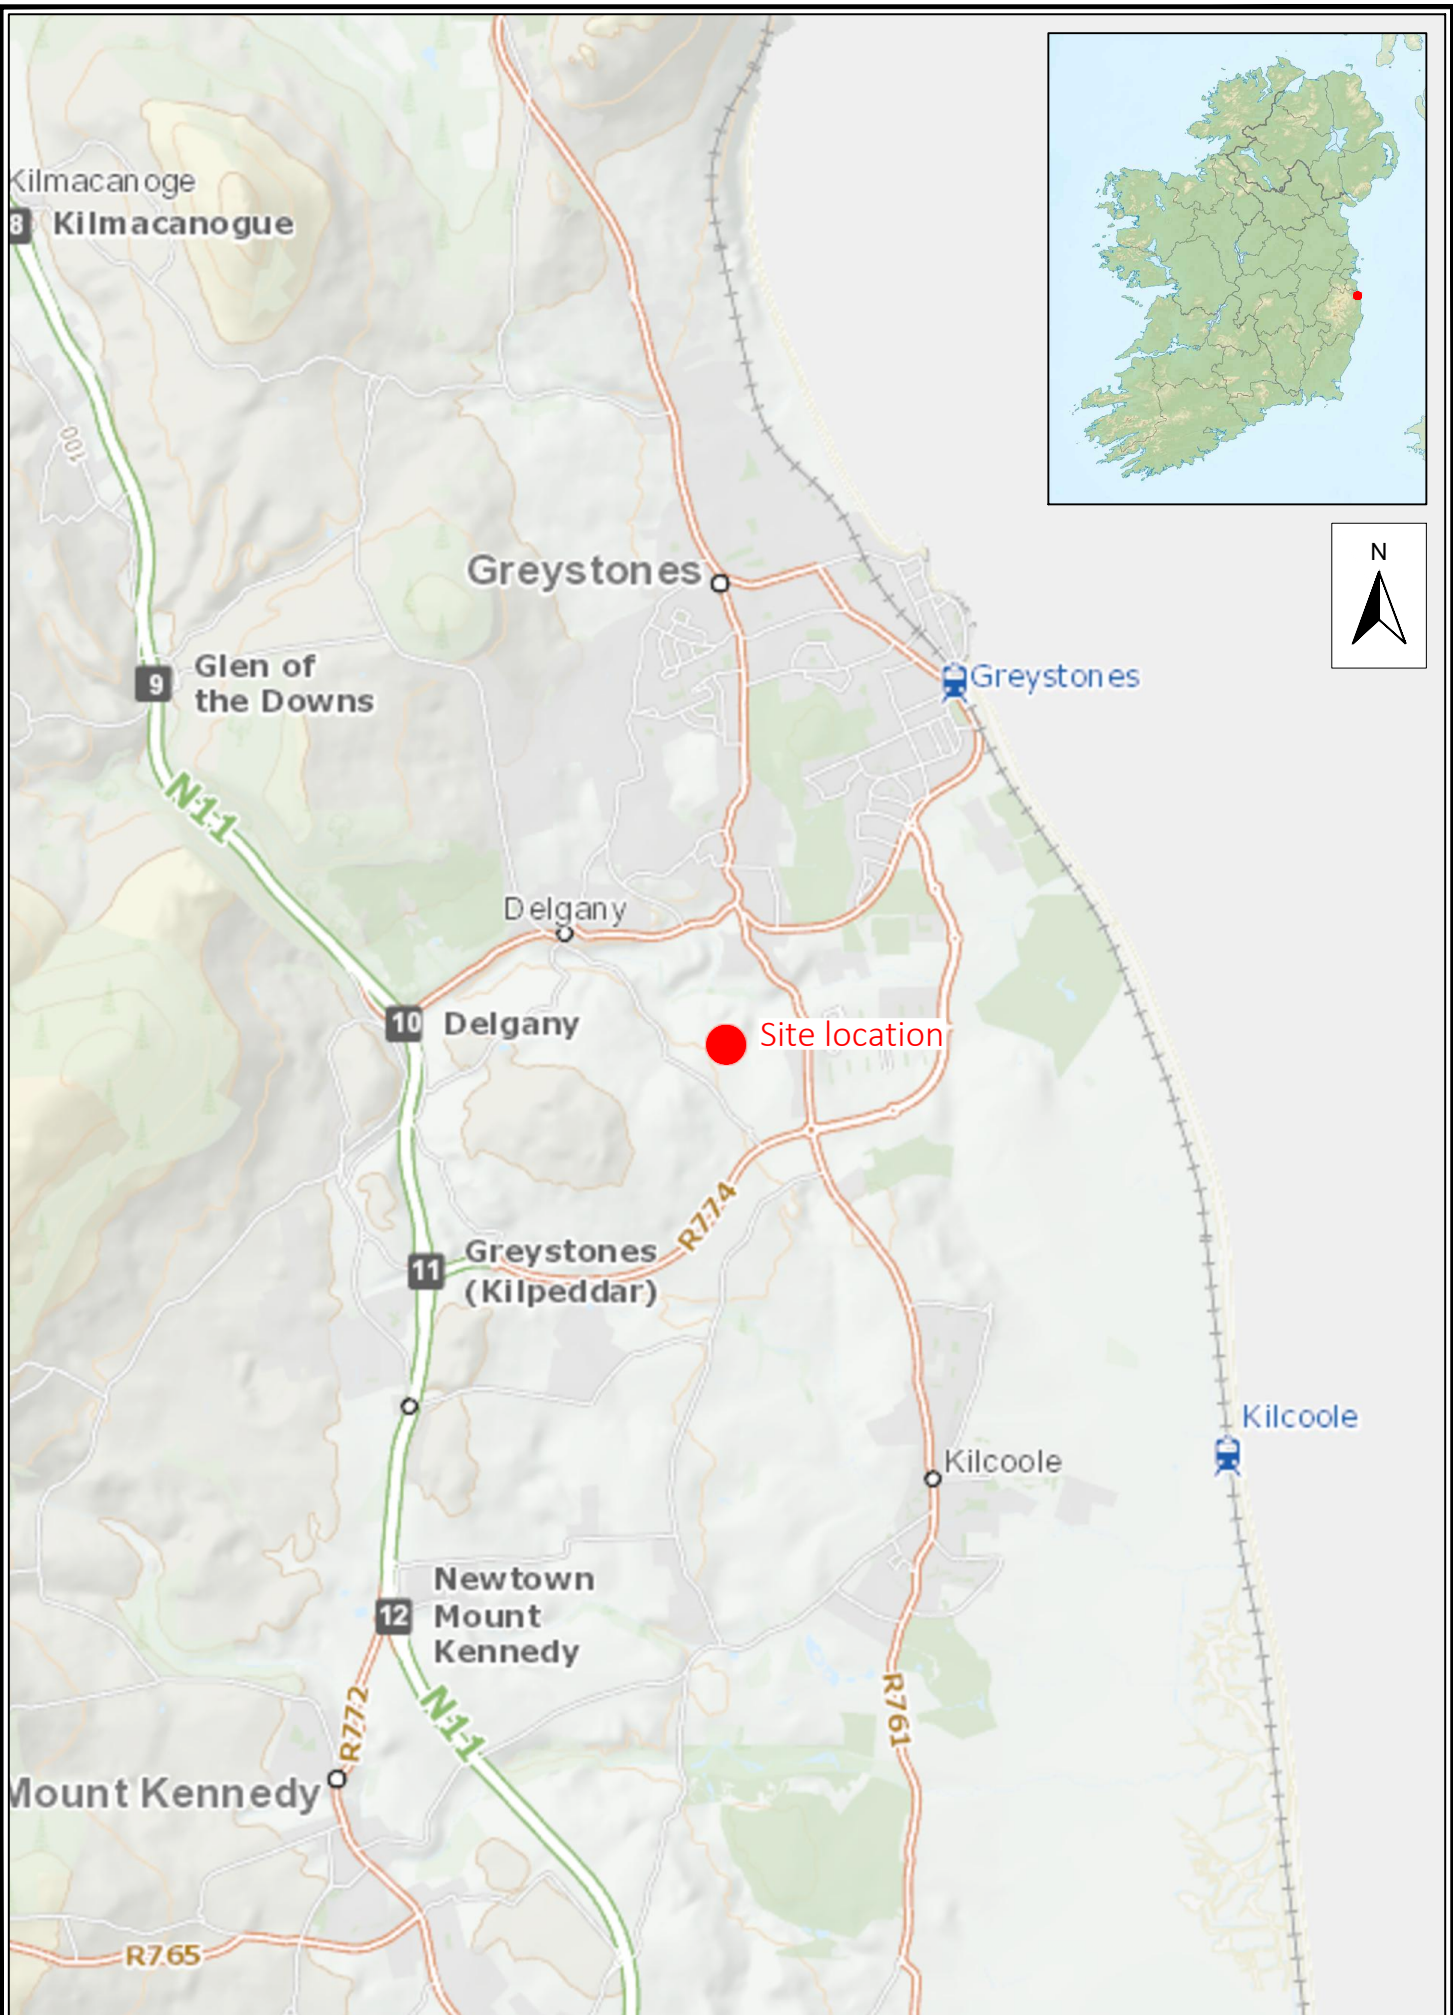 Kilmacanoge
8 Kilmacanogue
100
N
Greystones
Greystones
9
Glen of
the Downs
N11
Delgany
10 Delgany
Site location
R774
11
Greystones
(Kilpeddar)
Kilcoole
Kilcoole
12
Newtown
Mount
Kennedy
R772
N11
R761
Mount Kennedy
R765